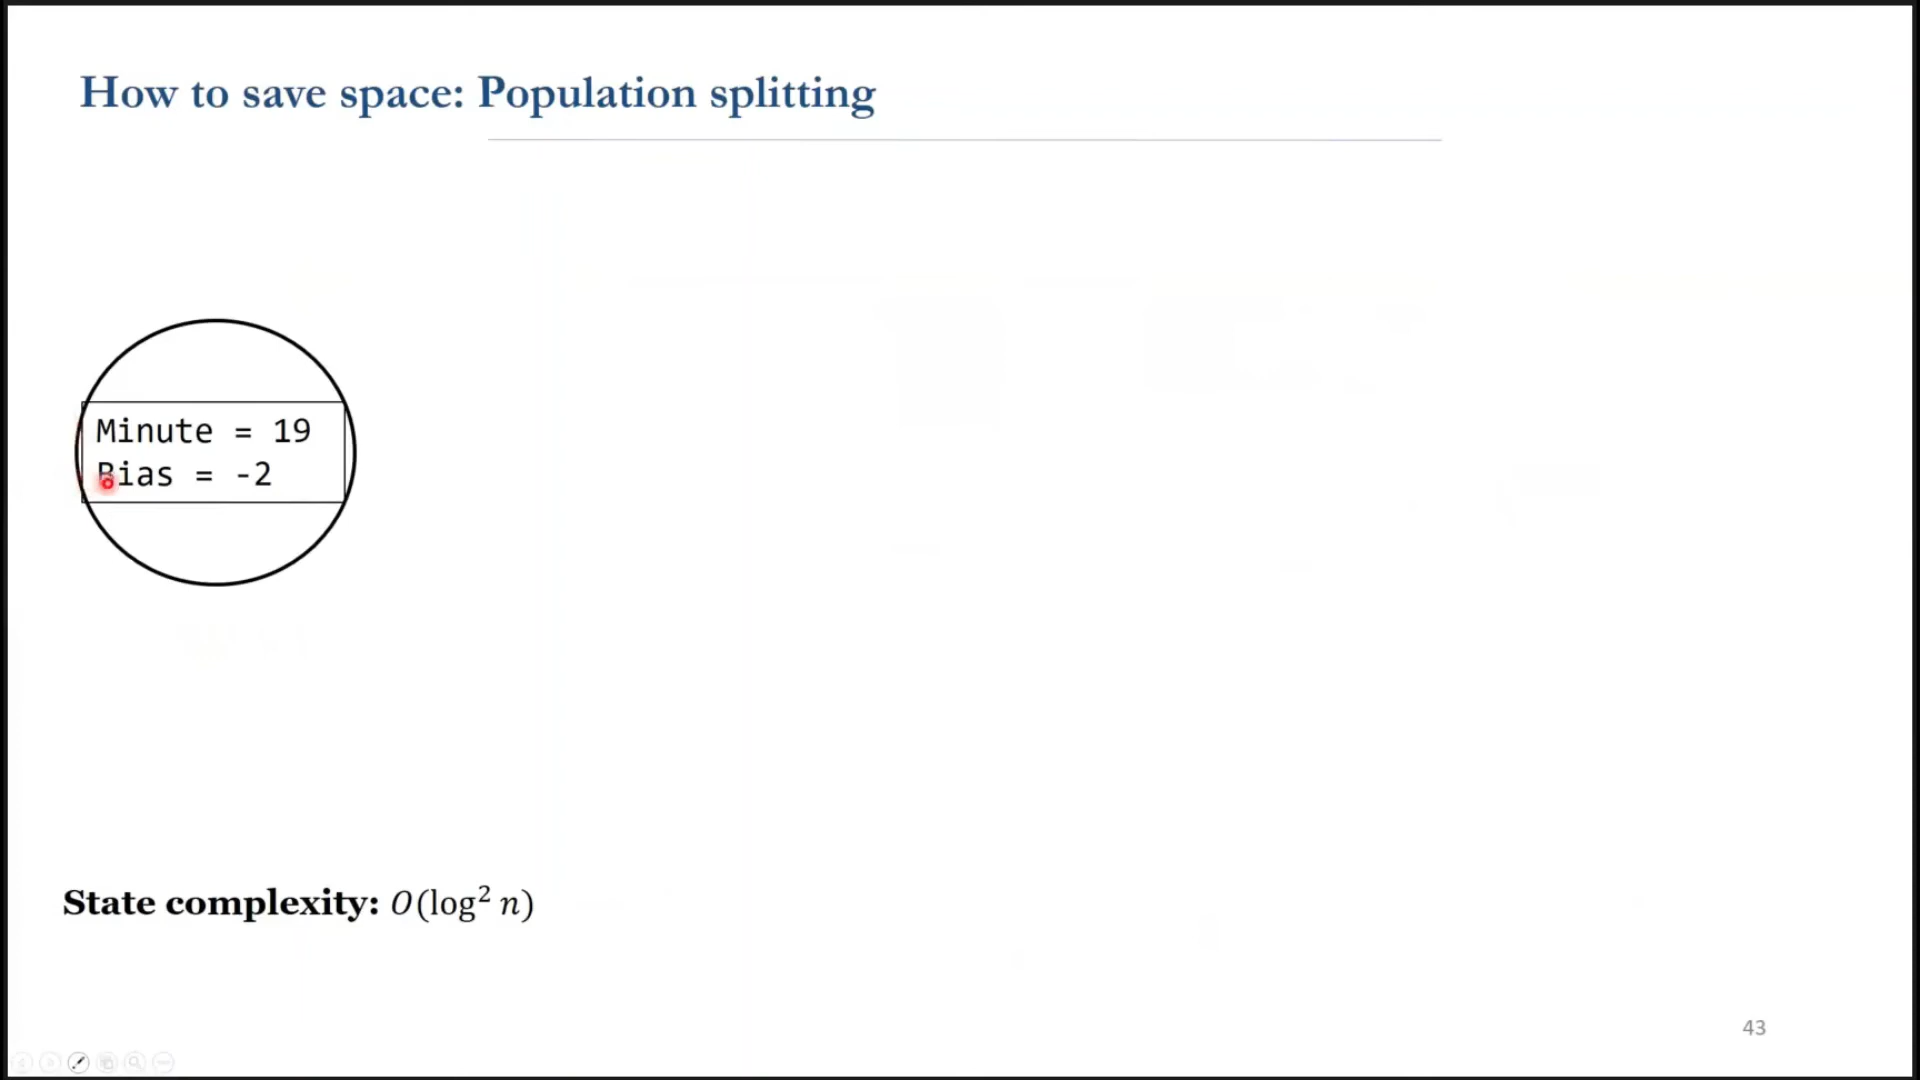 How to save space: Population splitting
Minute = 19
Bias = -2
State complexity: O(log² n)
43